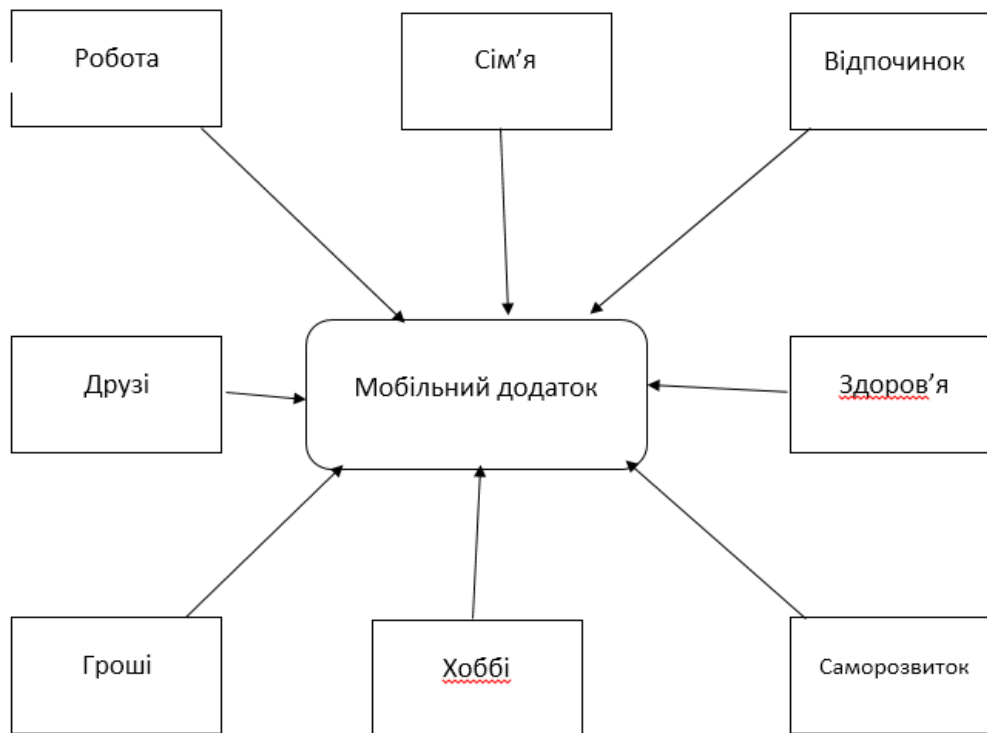 Робота
Сім’я
Відпочинок
Друзі
Мобільний додаток
Здоров’я
Гроші
Хоббі
Саморозвиток